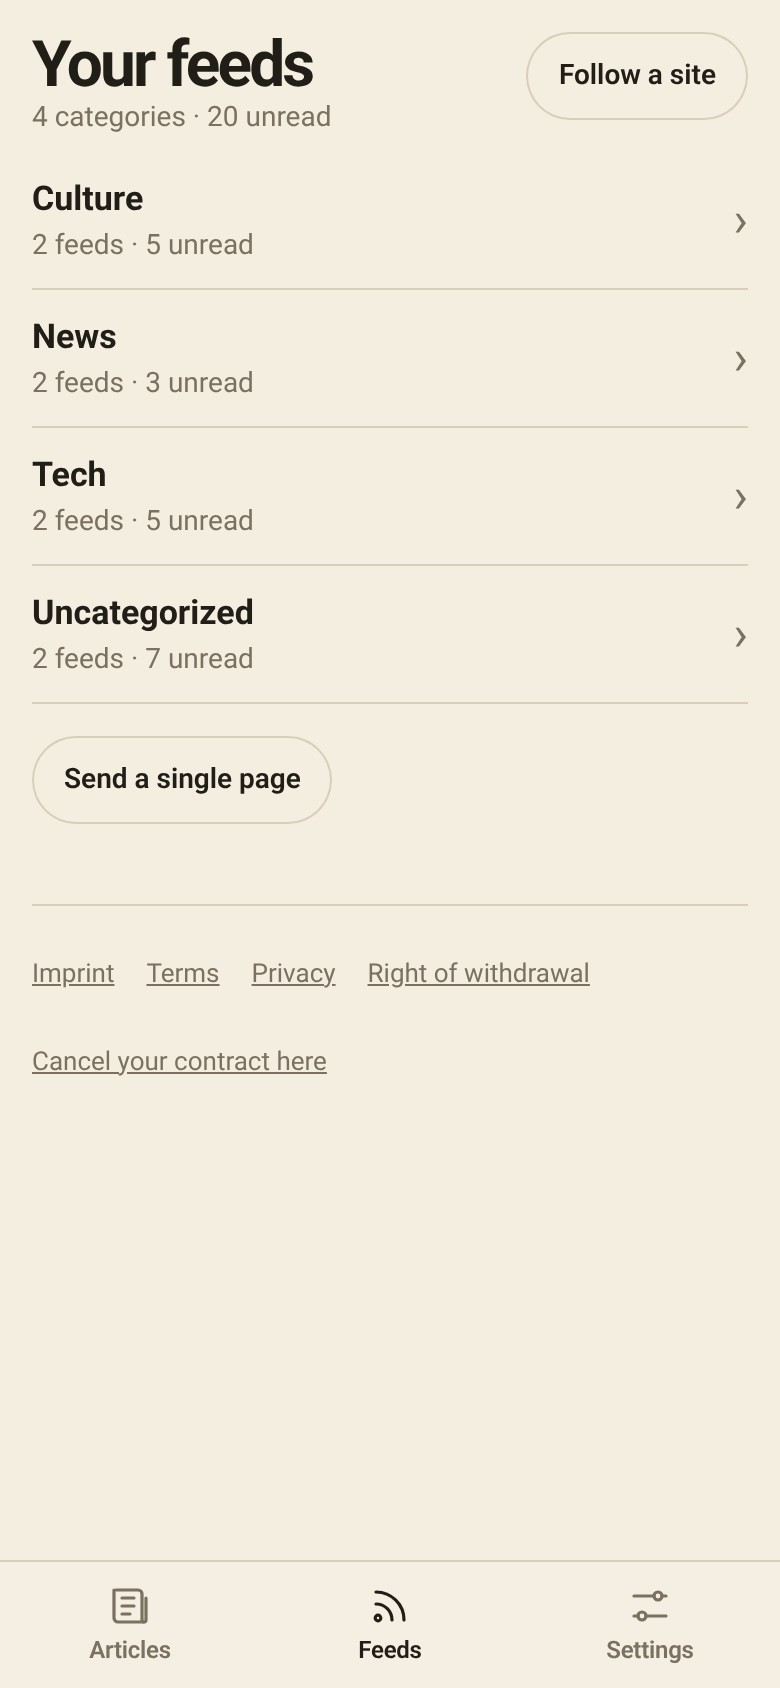 Your feeds
Follow a site
4 categories · 20 unread
Culture
2 feeds · 5 unread
News
2 feeds · 3 unread
Tech
2 feeds · 5 unread
Uncategorized
2 feeds · 7 unread
Send a single page
Imprint Terms Privacy Right of withdrawal
Cancel your contract here
Articles Feeds Settings